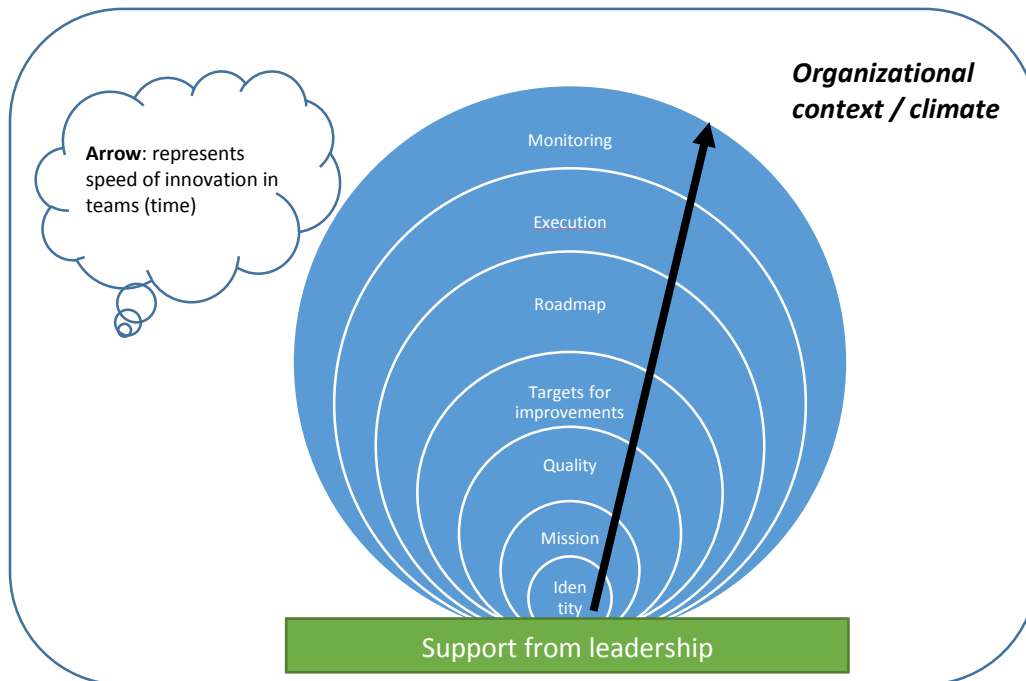 Organizational
context / climate
Arrow: represents
speed of innovation in
teams (time)
Monitoring
Execution
Roadmap
Targets for
improvements
Quality
Mission
Iden
tity
Support from leadership